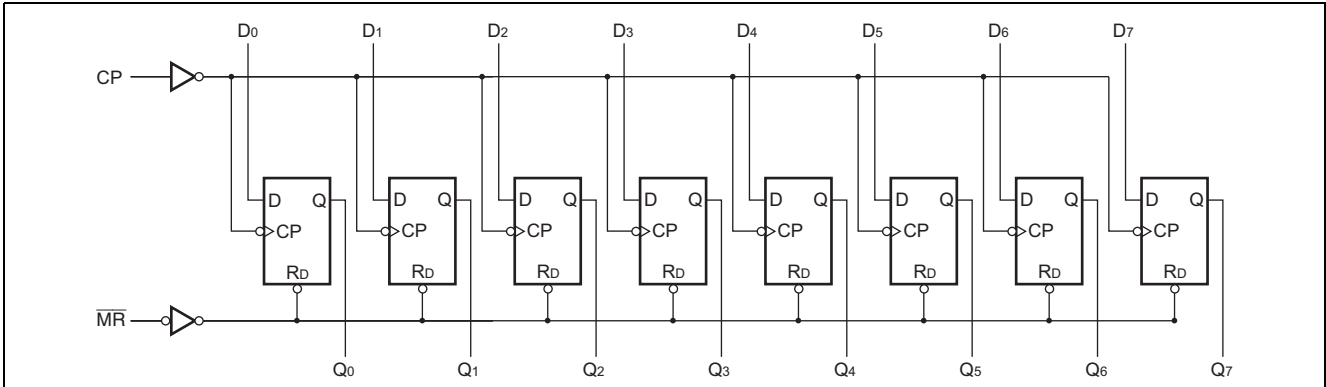 D0 D1 D2 D3 D4 D5 D6 D7
CP
D Q D Q D Q D Q D Q D Q D Q D Q
CP CP CP CP CP CP CP CP
RD RD RD RD RD RD RD RD
M̅R̅
Q0 Q1 Q2 Q3 Q4 Q5 Q6 Q7